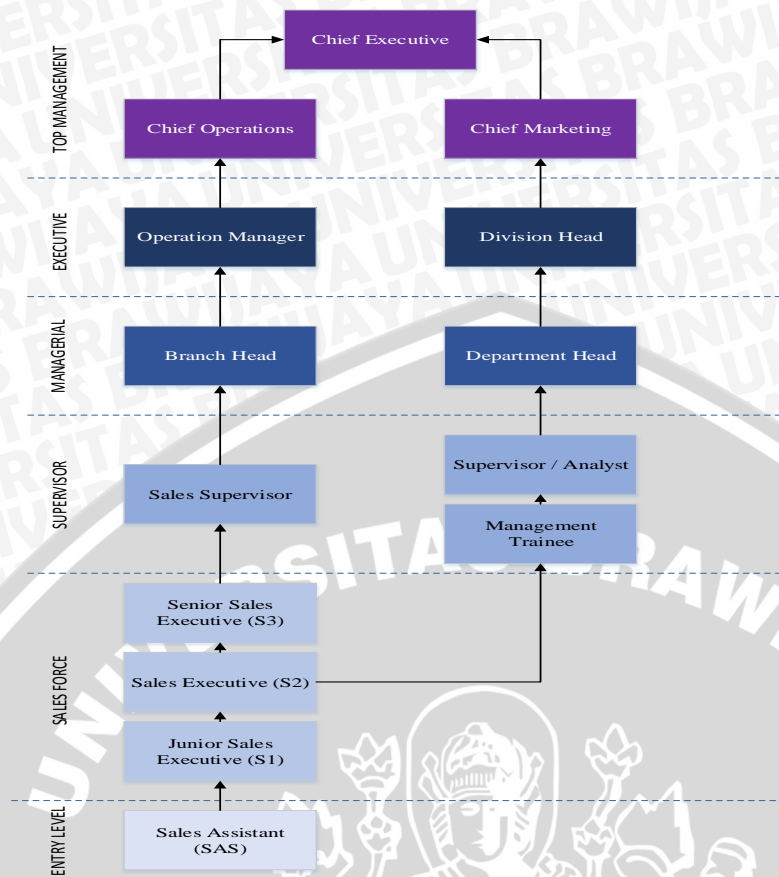 Chief Executive
TOP MANAGEMENT
Chief Operations
Chief Marketing
EXECUTIVE
Operation Manager
Division Head
MANAGERIAL
Branch Head
Department Head
SUPERVISOR
Supervisor / Analyst
Sales Supervisor
Management
Trainee
SALES FORCE
Senior Sales
Executive (S3)
Sales Executive (S2)
Junior Sales
Executive (S1)
ENTRY LEVEL
Sales Assistant
(SAS)
UNIVERSITAS BRAWIJAYA